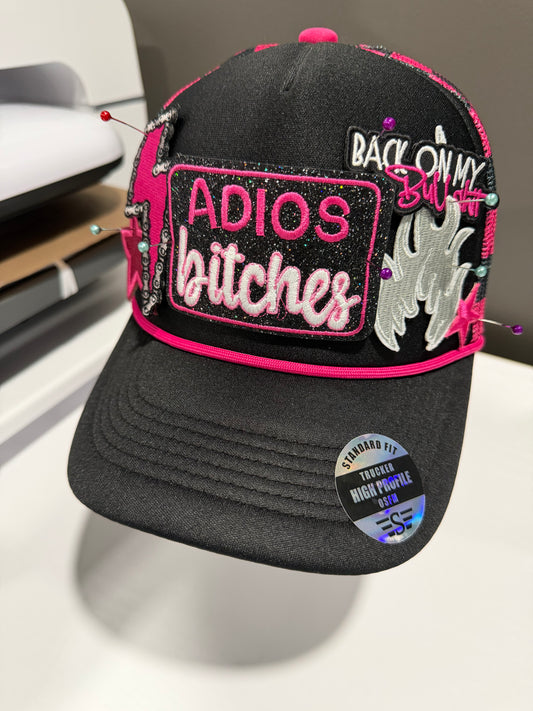 ADIOS
bitches
BACK ON MY
STANDARD FIT
TRUCKER
HIGH PROFILE
OSFM
S